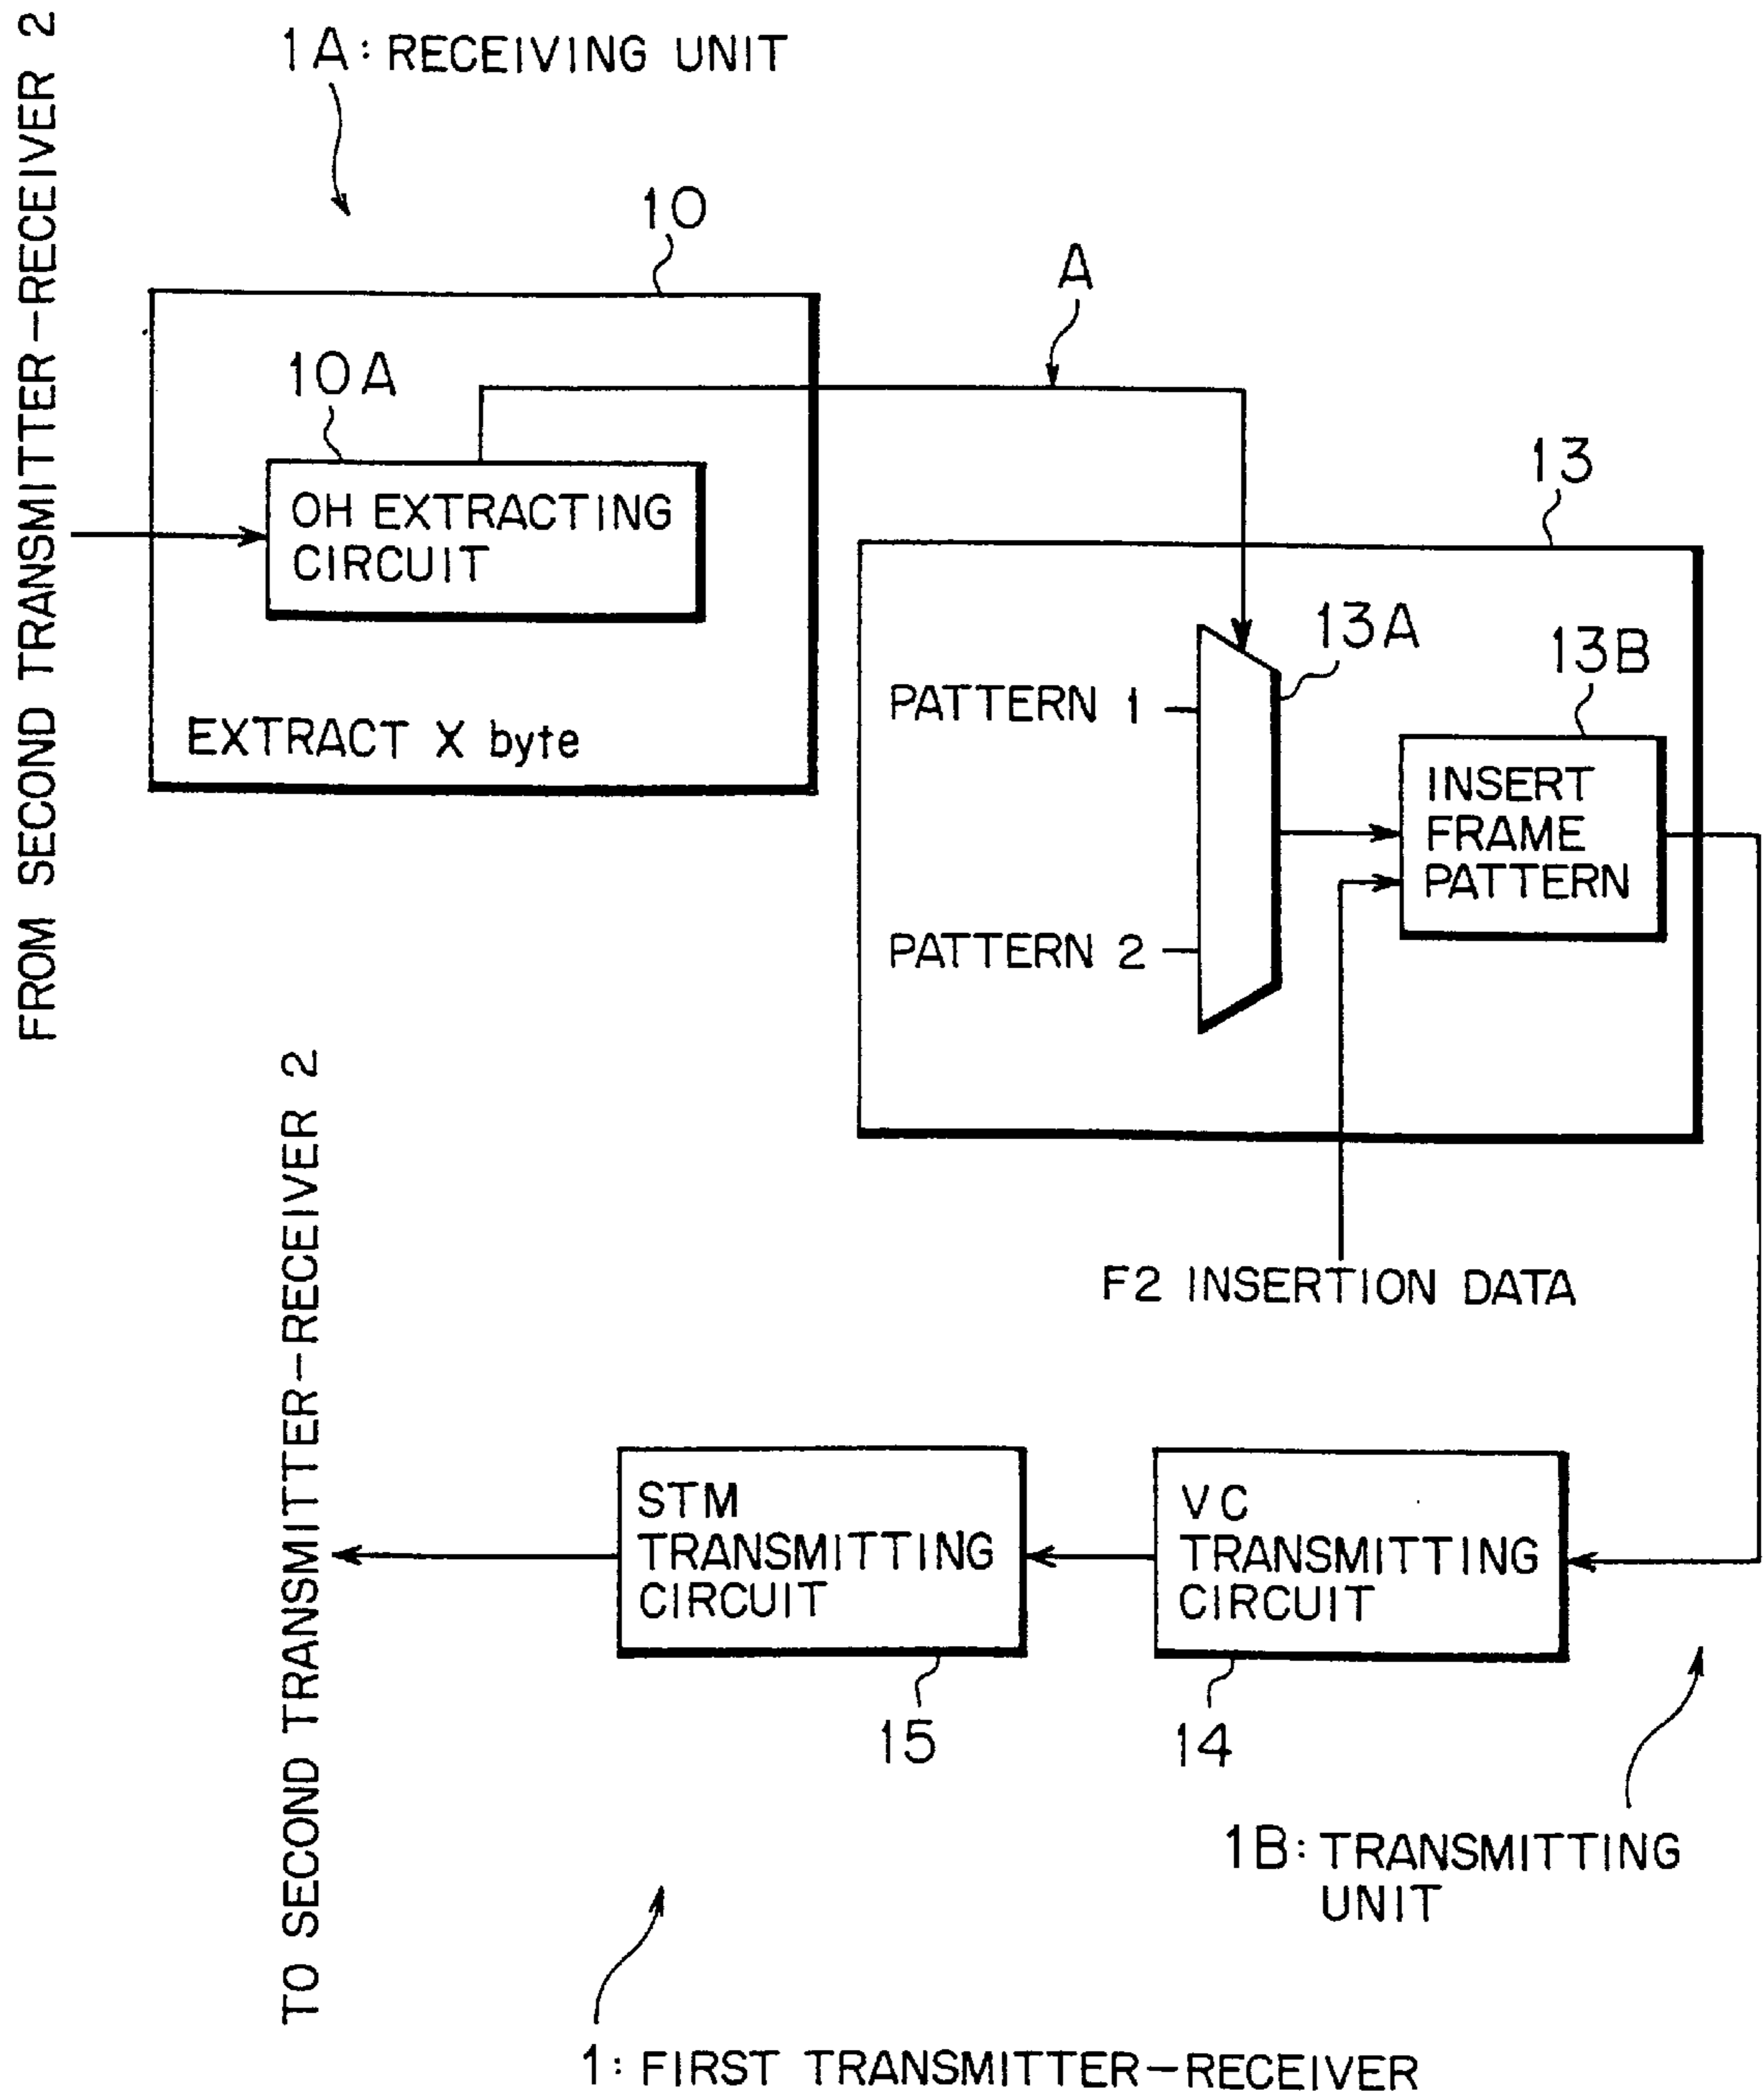 FROM SECOND TRANSMITTER-RECEIVER 2
1A: RECEIVING UNIT
10
A
10A
OH EXTRACTING
CIRCUIT
EXTRACT X byte
13
13A
13B
PATTERN 1
INSERT
FRAME
PATTERN
PATTERN 2
F2 INSERTION DATA
TO SECOND TRANSMITTER-RECEIVER 2
STM
TRANSMITTING
CIRCUIT
VC
TRANSMITTING
CIRCUIT
15
14
1B: TRANSMITTING
UNIT
1: FIRST TRANSMITTER-RECEIVER